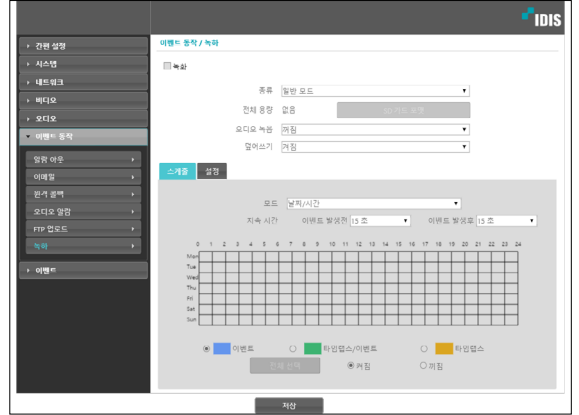 IDIS
간편 설정
시스템
네트워크
비디오
오디오
이벤트 동작
알람 아웃
이메일
원격 콜백
오디오 알람
FTP 업로드
녹화
이벤트
이벤트 동작 / 녹화
녹화
종류 일반 모드
전체 용량 없음 SD 카드 포맷
오디오 녹음 꺼짐
덮어쓰기 켜짐
스케줄 설정
모드 날짜/시간
지속 시간 이벤트 발생전 15 초 이벤트 발생후 15 초
0 1 2 3 4 5 6 7 8 9 10 11 12 13 14 15 16 17 18 19 20 21 22 23 24
Mon
Tue
Wed
Thu
Fri
Sat
Sun
이벤트 타임랩스/이벤트 타임랩스
전체 선택 켜짐 꺼짐
저장